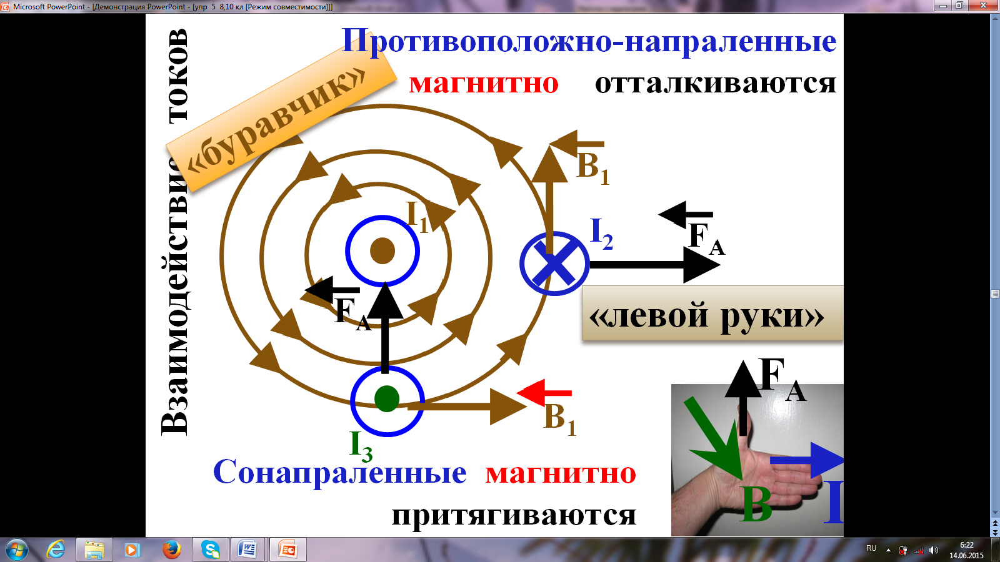 Microsoft PowerPoint - [Демонстрация PowerPoint - [упр 5 8,10 кл [Режим совместимости]]]
Взаимодействие токов
Противоположно-напраленные
магнитно отталкиваются
«буравчик»
B1
I1
I2
FA
FA
«левой руки»
FA
B1
I3
B
I
Сонапраленные магнитно
притягиваются
RU
6:22
14.06.2015